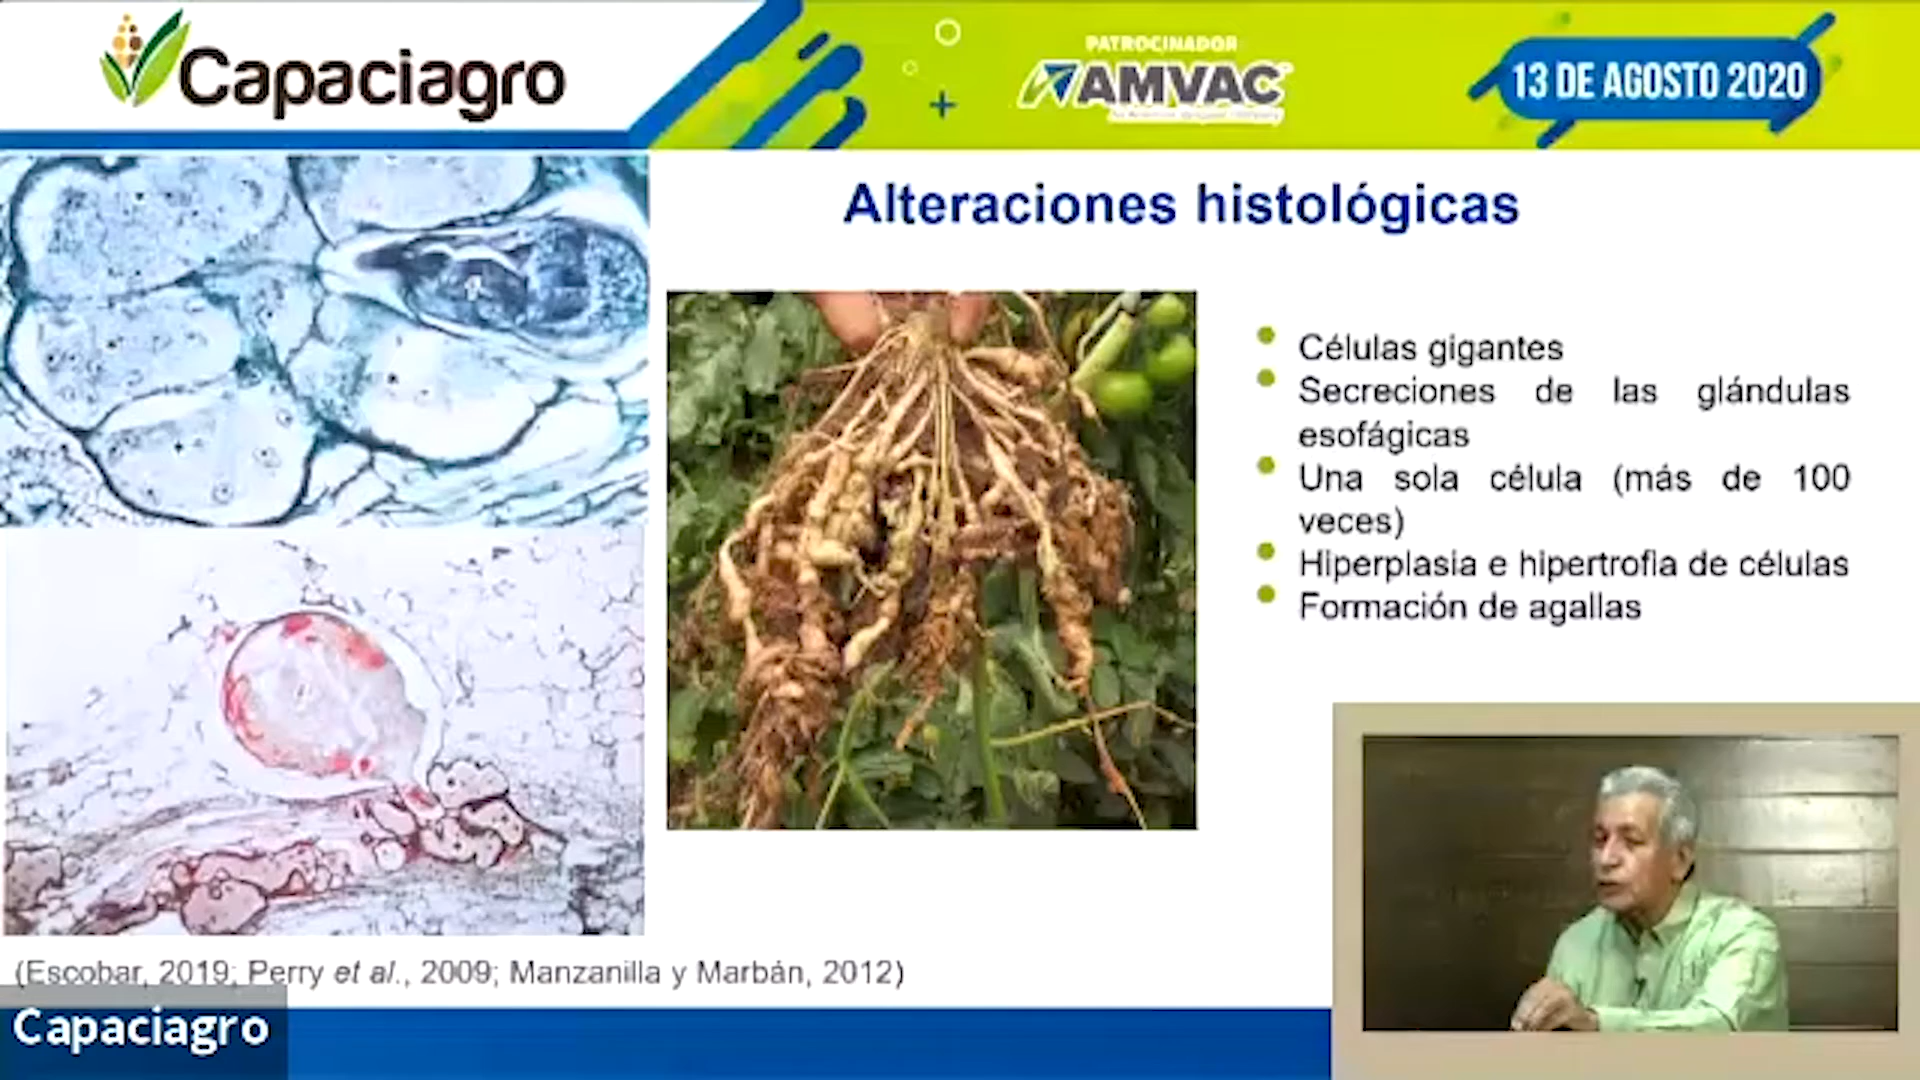 Capaciagro
PATROCINADOR
AMVAC
13 DE AGOSTO 2020
Alteraciones histológicas
Células gigantes
Secreciones de las glándulas
esofágicas
Una sola célula (más de 100
veces)
Hiperplasia e hipertrofia de células
Formación de agallas
(Escobar, 2019; Perry et al., 2009; Manzanilla y Marbán, 2012)
Capaciagro